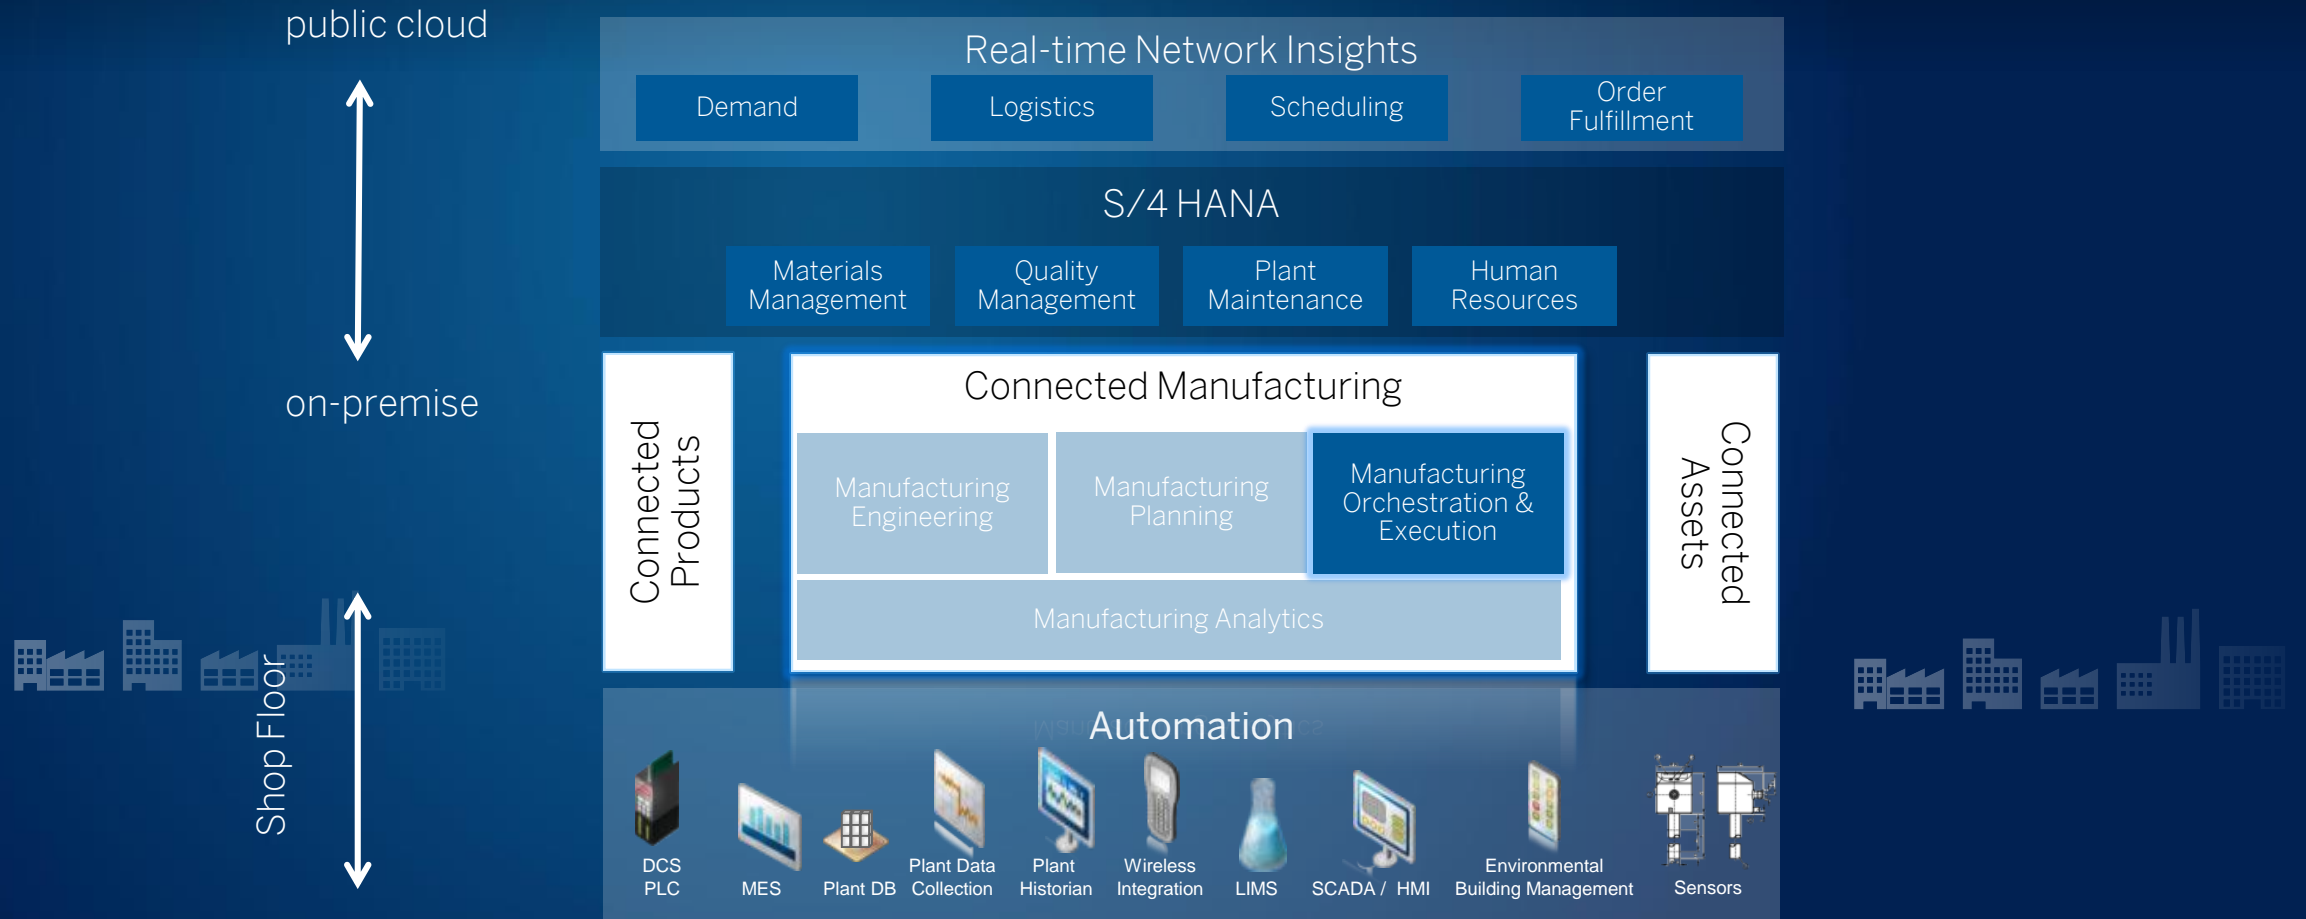 public cloud
Real-time Network Insights
Demand
Logistics
Scheduling
Order
Fulfillment
S/4 HANA
Materials
Management
Quality
Management
Plant
Maintenance
Human
Resources
on-premise
Connected
Products
Connected Manufacturing
Manufacturing
Engineering
Manufacturing
Planning
Manufacturing
Orchestration &
Execution
Manufacturing Analytics
Connected
Assets
Shop Floor
Automation
DCS
PLC
MES
Plant DB
Plant Data
Collection
Plant
Historian
Wireless
Integration
LIMS
SCADA / HMI
Environmental
Building Management
Sensors